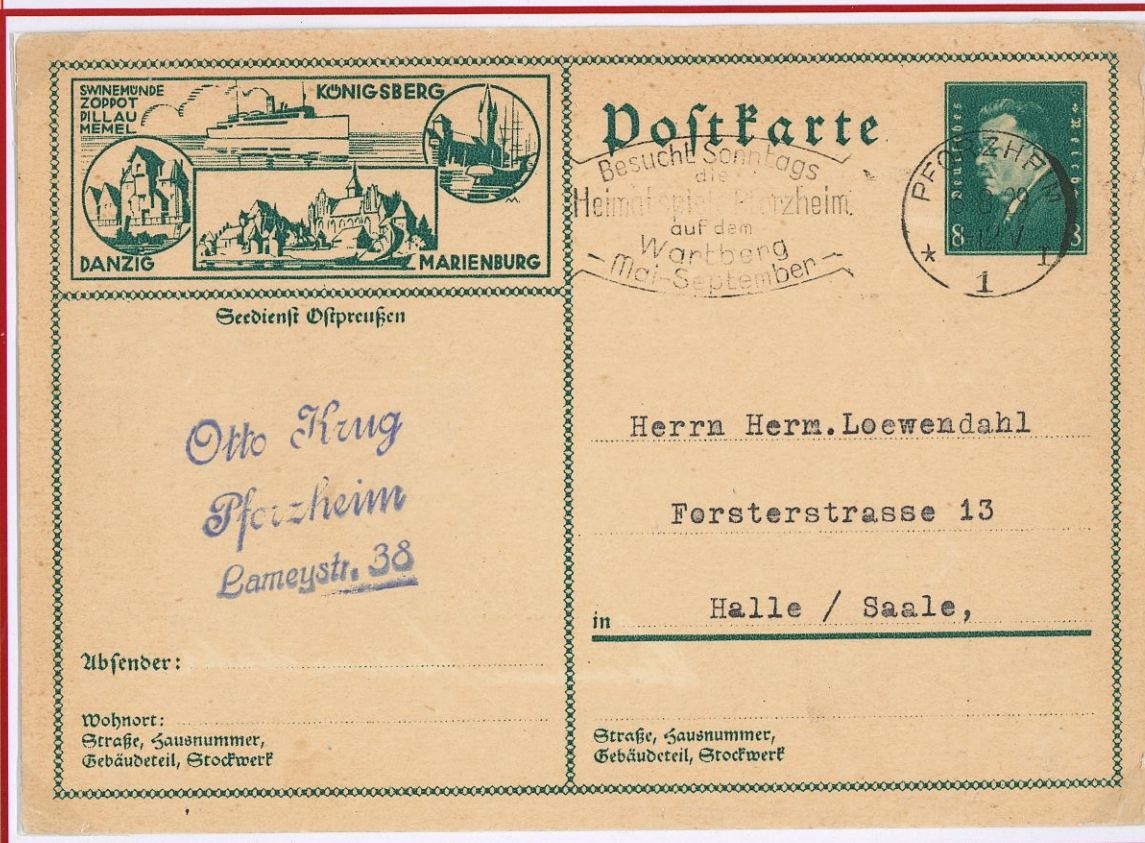 SWINEMÜNDE
ZOPPOT
PILLAU
MEMEL
KÖNIGSBERG
DANZIG
MARIENBURG
Seedienst Ostpreußen
Postkarte
Besucht Sonntags
die
Heimatspiele Pforzheim
auf dem
Wartberg
Mai-September
PFORZHEIM
* 1
Deutsches Reich
8 8
Otto Krug
Pforzheim
Lameystr. 38
Herrn Herm.Loewendahl
Forsterstrasse 13
in Halle / Saale,
Absender:
Wohnort:
Straße, Hausnummer,
Gebäudeteil, Stockwerk
Straße, Hausnummer,
Gebäudeteil, Stockwerk